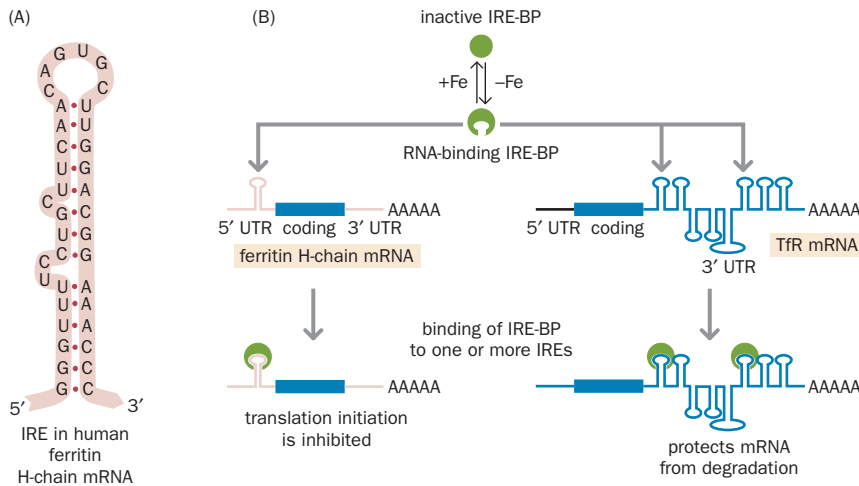 (A)
GGGUUUUCCUGCUUCAACAGUGCUUGGACGGAAACCC
5′ 3′
IRE in human
ferritin
H-chain mRNA
(B)
inactive IRE-BP
+Fe −Fe
RNA-binding IRE-BP
AAAAA
5′ UTR coding 3′ UTR
ferritin H-chain mRNA
AAAAA
5′ UTR coding
3′ UTR
TfR mRNA
binding of IRE-BP
to one or more IREs
AAAAA
translation initiation
is inhibited
AAAAA
protects mRNA
from degradation